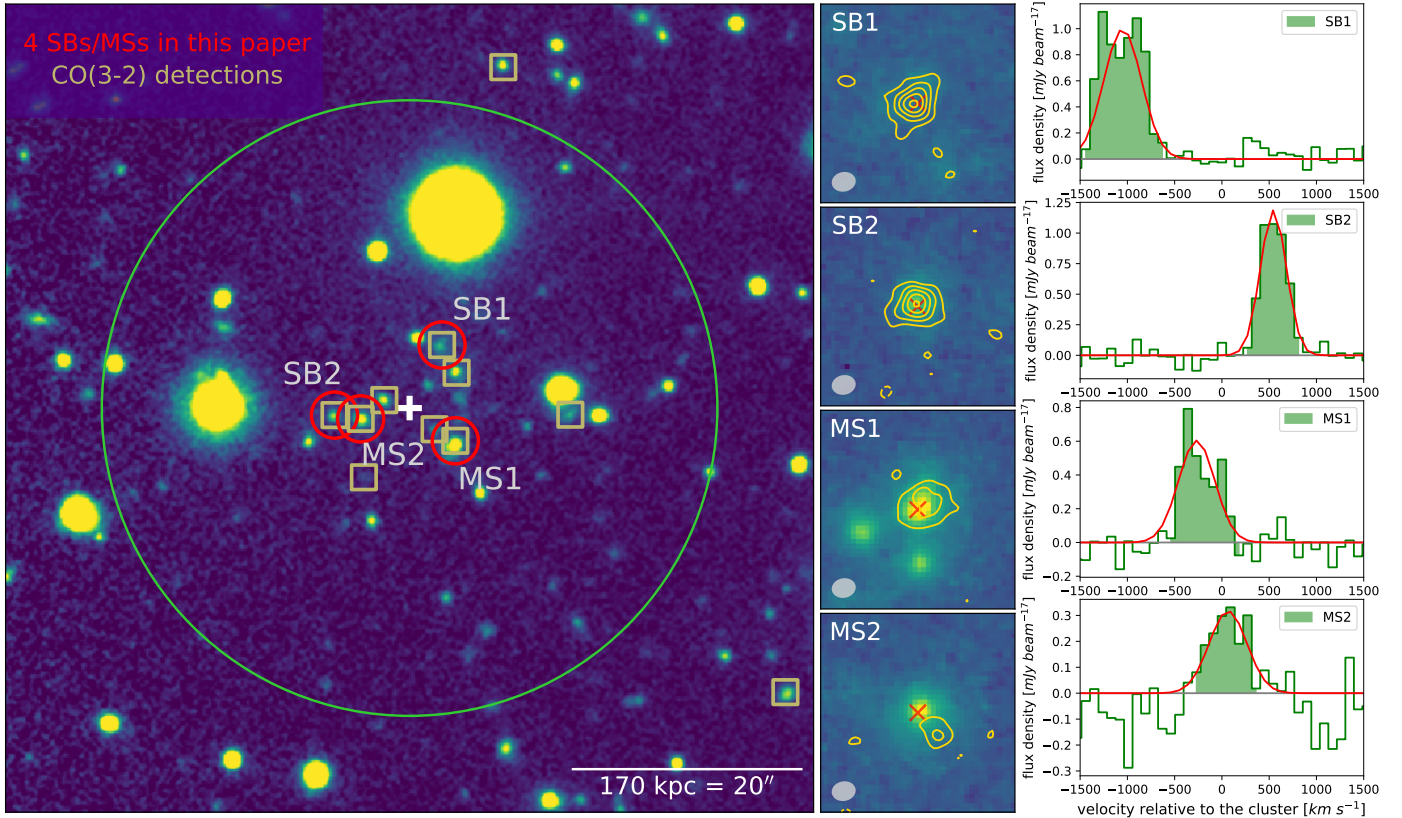 4 SBs/MSs in this paper
CO(3-2) detections
SB1
SB2
MS2
MS1
170 kpc = 20″
SB1
SB2
MS1
MS2
flux density [mJy beam−17]
1.0
0.8
0.6
0.4
0.2
0.0
SB1
−1500 −1000 −500 0 500 1000 1500
flux density [mJy beam−17]
1.25
1.00
0.75
0.50
0.25
0.00
SB2
−1500 −1000 −500 0 500 1000 1500
flux density [mJy beam−17]
0.8
0.6
0.4
0.2
0.0
−0.2
MS1
−1500 −1000 −500 0 500 1000 1500
flux density [mJy beam−17]
0.3
0.2
0.1
0.0
−0.1
−0.2
−0.3
MS2
−1500 −1000 −500 0 500 1000 1500
velocity relative to the cluster [km s−1]